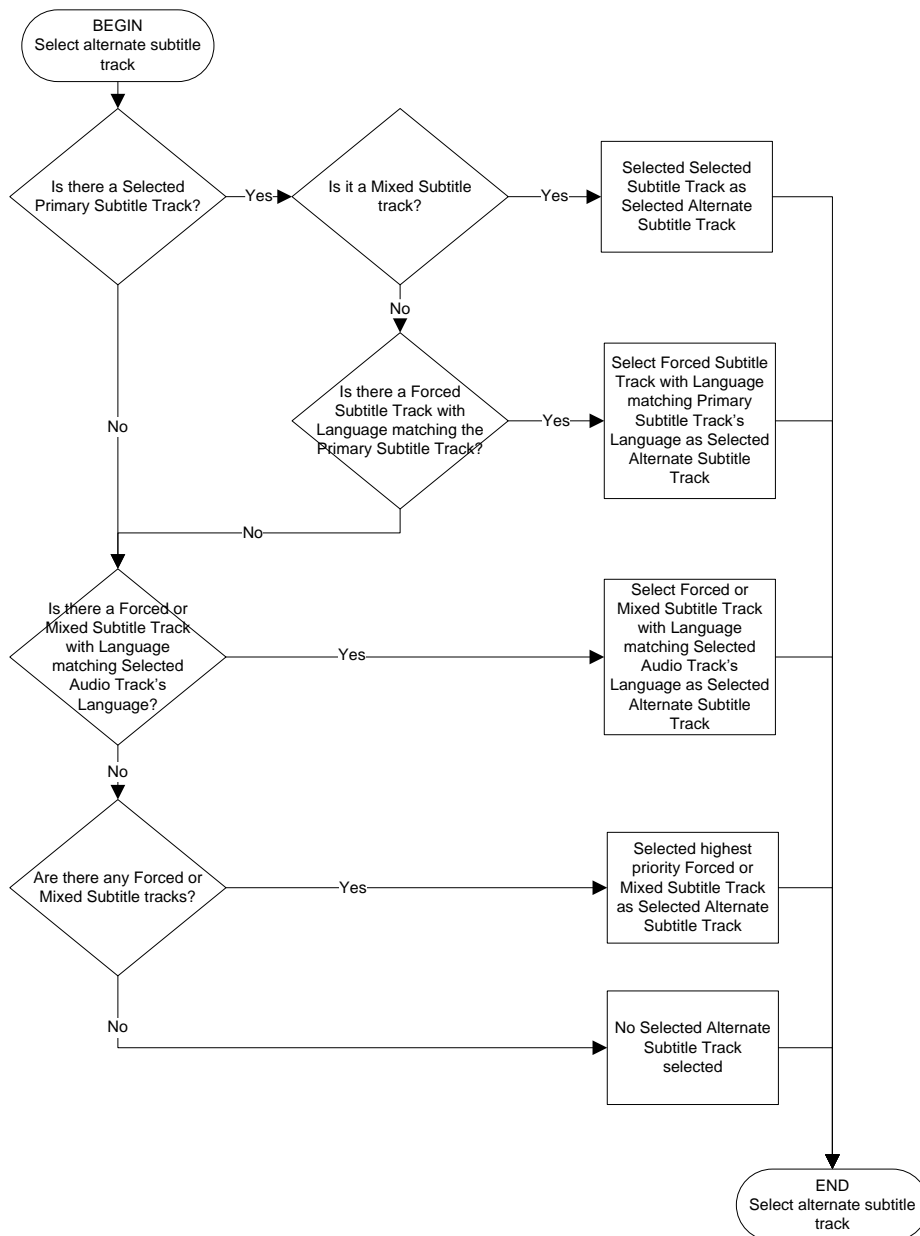 BEGIN
Select alternate subtitle
track
Is there a Selected
Primary Subtitle Track?
Yes
Is it a Mixed Subtitle
track?
Yes
Selected Selected
Subtitle Track as
Selected Alternate
Subtitle Track
No
No
Is there a Forced
Subtitle Track with
Language matching the
Primary Subtitle Track?
Yes
Select Forced Subtitle
Track with Language
matching Primary
Subtitle Track's
Language as Selected
Alternate Subtitle
Track
No
Is there a Forced or
Mixed Subtitle Track
with Language
matching Selected
Audio Track's
Language?
Yes
Select Forced or
Mixed Subtitle Track
with Language
matching Selected
Audio Track's
Language as Selected
Alternate Subtitle
Track
No
Are there any Forced or
Mixed Subtitle tracks?
Yes
Selected highest
priority Forced or
Mixed Subtitle Track
as Selected Alternate
Subtitle Track
No
No Selected Alternate
Subtitle Track
selected
END
Select alternate subtitle
track